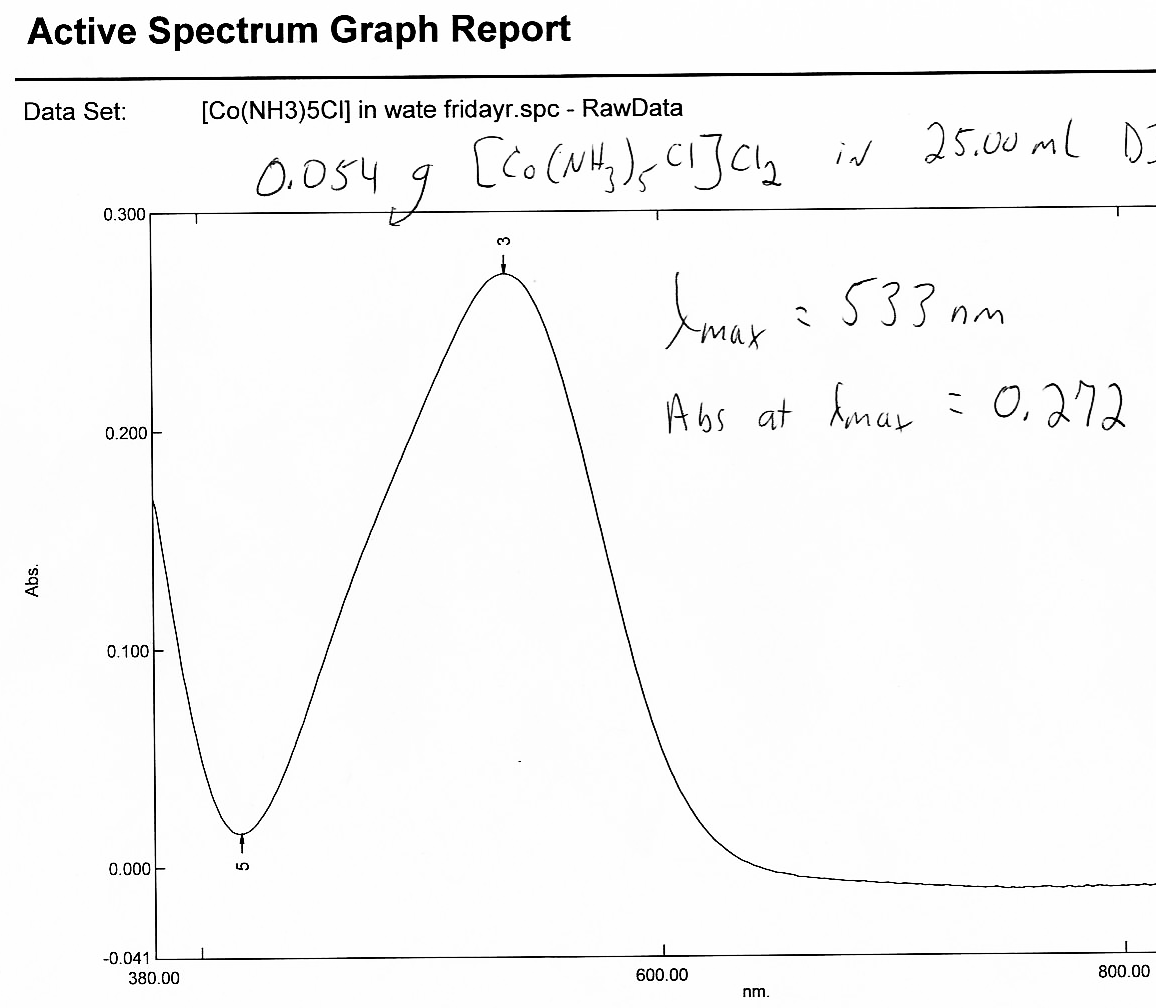 Active Spectrum Graph Report
Data Set: [Co(NH3)5Cl] in wate fridayr.spc - RawData
0.054 g [Co(NH3)5Cl]Cl2 in 25.00 mL DI
0.300
3
λmax = 533 nm
Abs at λmax = 0.272
0.200
Abs.
0.100
5
0.000
-0.041
380.00 600.00 800.00
nm.